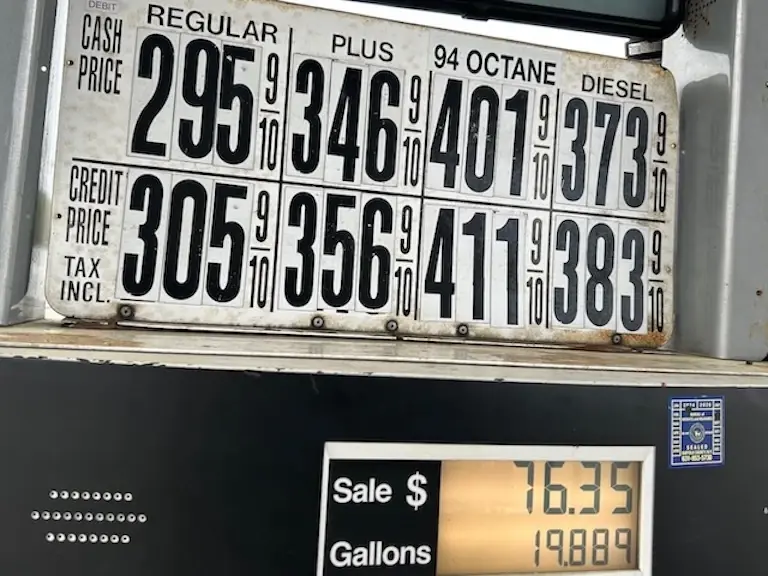 DEBIT
CASH PRICE REGULAR PLUS 94 OCTANE DIESEL
295 9/10 346 9/10 401 9/10 373 9/10
CREDIT PRICE 305 9/10 356 9/10 411 9/10 383 9/10
TAX INCL.
SEALED
Sale $ 76.35
Gallons 19.889